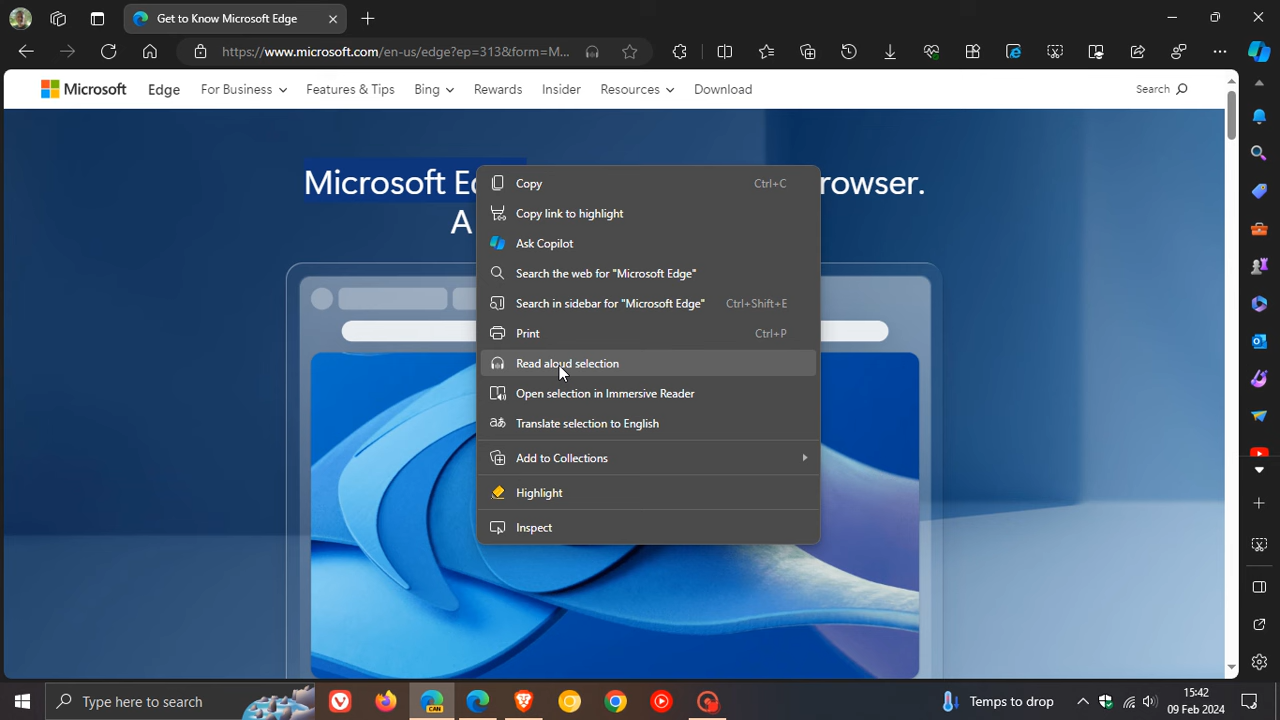 Get to Know Microsoft Edge
https://www.microsoft.com/en-us/edge?ep=313&form=M...
Microsoft Edge For Business Features & Tips Bing Rewards Insider Resources Download Search
Microsoft Ed rowser.
A
Copy Ctrl+C
Copy link to highlight
Ask Copilot
Search the web for "Microsoft Edge"
Search in sidebar for "Microsoft Edge" Ctrl+Shift+E
Print Ctrl+P
Read aloud selection
Open selection in Immersive Reader
Translate selection to English
Add to Collections
Highlight
Inspect
Type here to search
CAN
Temps to drop
15:42
09 Feb 2024